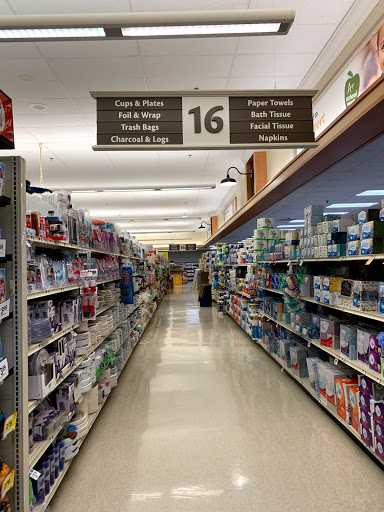 Cups & Plates
Foil & Wrap
Trash Bags
Charcoal & Logs
16
Paper Towels
Bath Tissue
Facial Tissue
Napkins